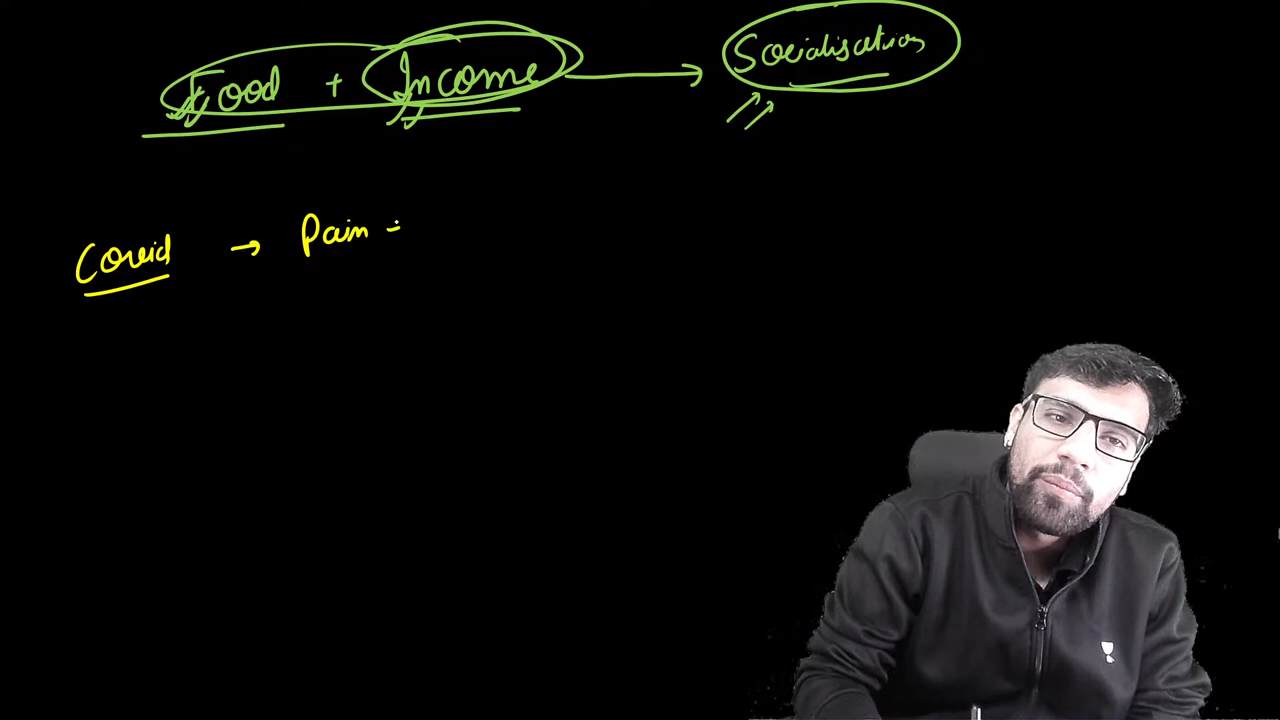 Food + Income → Socialisation
Covid → Pain =